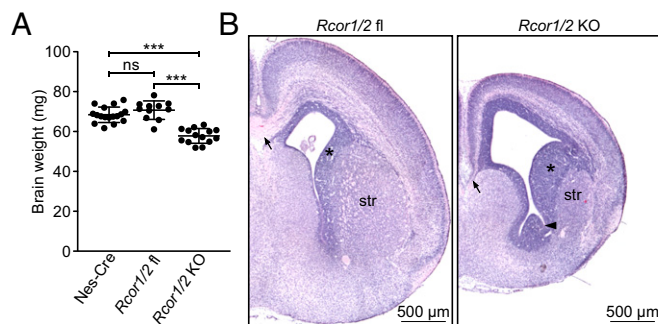 A
B
Rcor1/2 fl
Rcor1/2 KO
***
ns
***
Brain weight (mg)
100
80
60
40
20
0
Nes-Cre
Rcor1/2 fl
Rcor1/2 KO
*
str
500 µm
*
str
500 µm